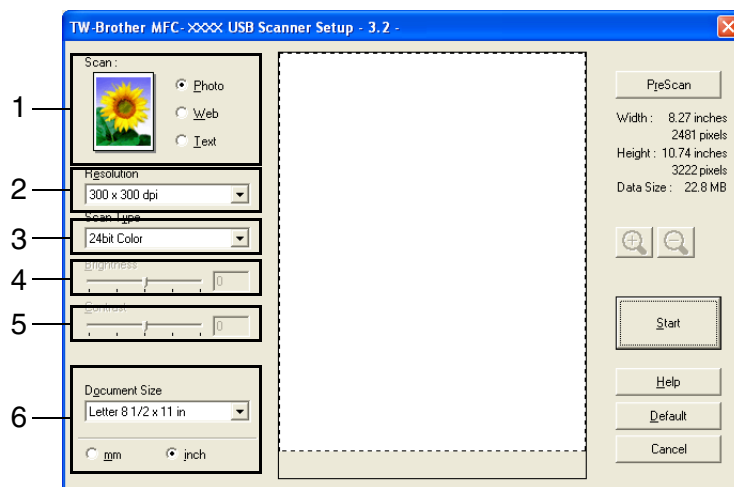 TW-Brother MFC- XXXX USB Scanner Setup - 3.2 -
1
Scan :
Photo
Web
Text
2
Resolution
300 x 300 dpi
3
Scan Type
24bit Color
4
Brightness
0
5
Contrast
0
6
Document Size
Letter 8 1/2 x 11 in
mm
inch
PreScan
Width : 8.27 inches
2481 pixels
Height : 10.74 inches
3222 pixels
Data Size : 22.8 MB
Start
Help
Default
Cancel